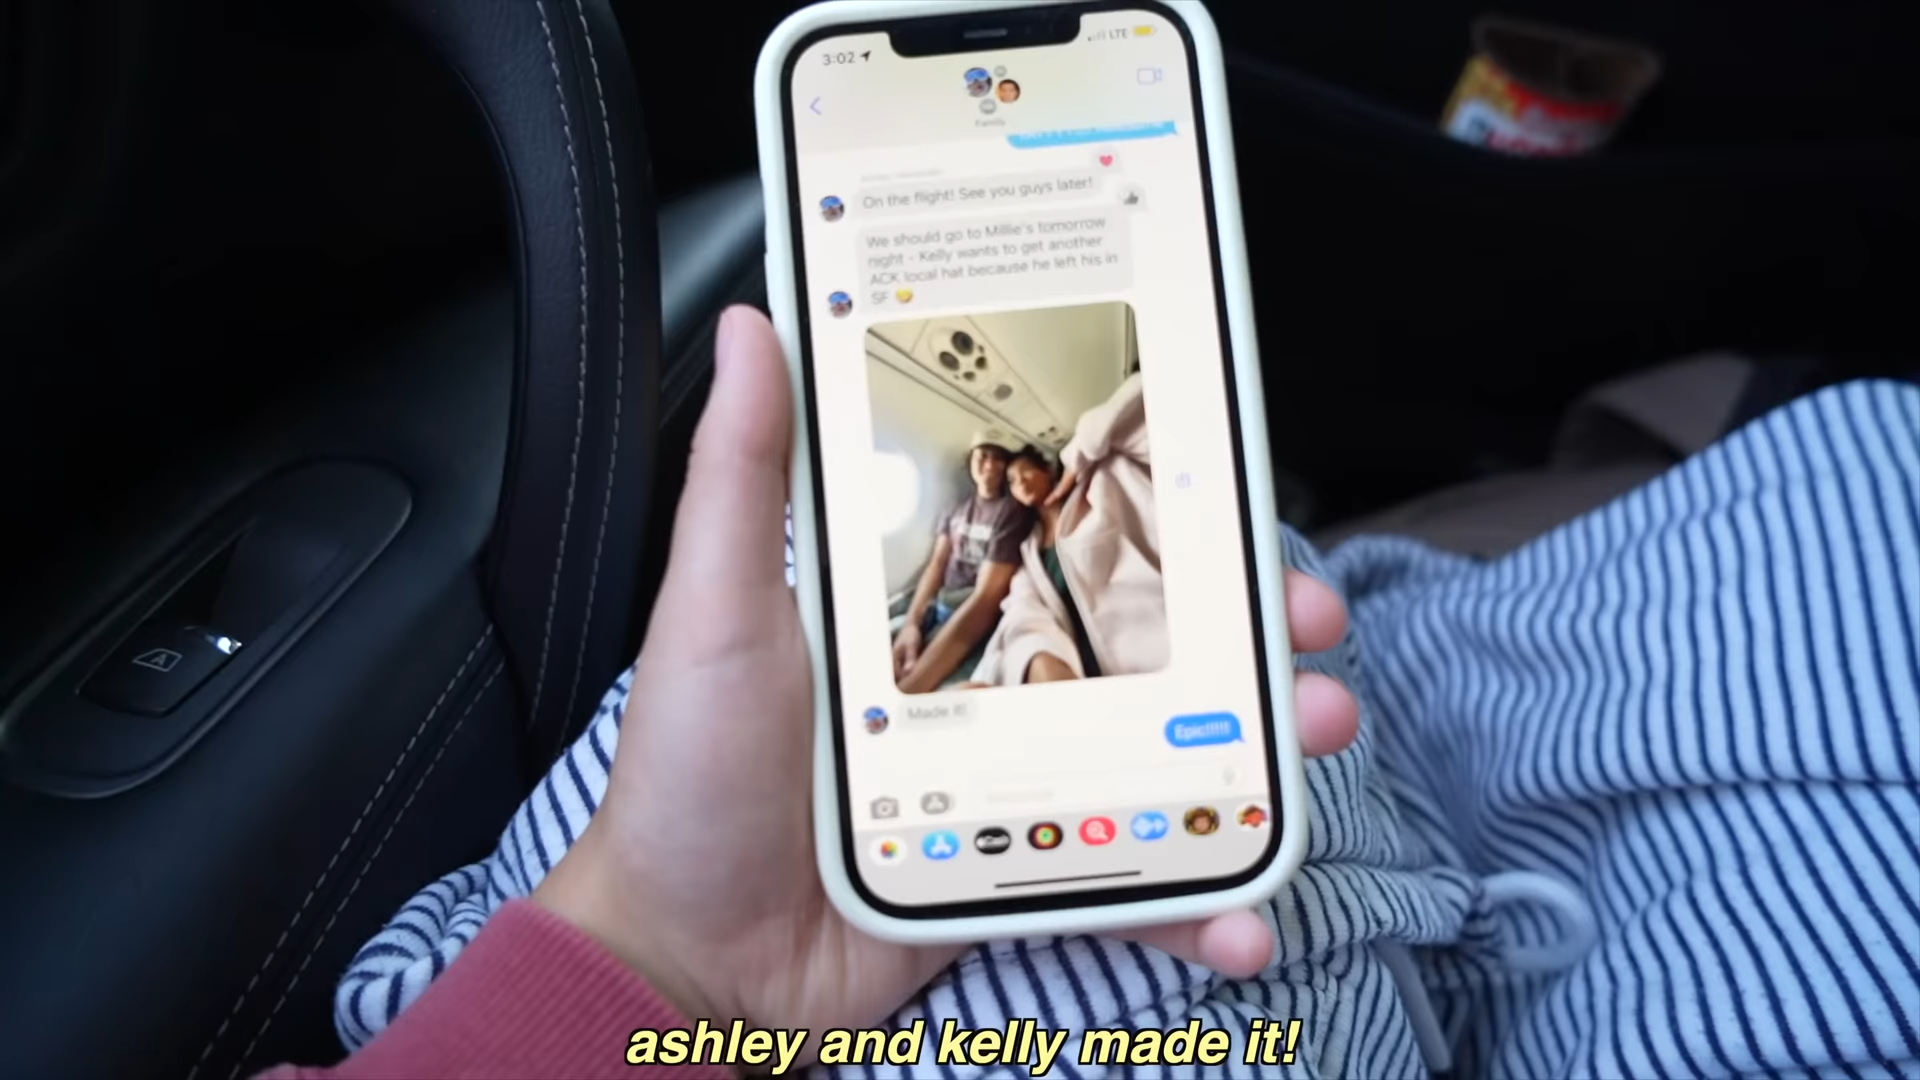 3:02
LTE
Family
On the flight! See you guys later!
We should go to Millie's tomorrow
night - Kelly wants to get another
ACK local hat because he left his in
SF 🤪
Made it!
Epic!!!!!
A
ashley and kelly made it!